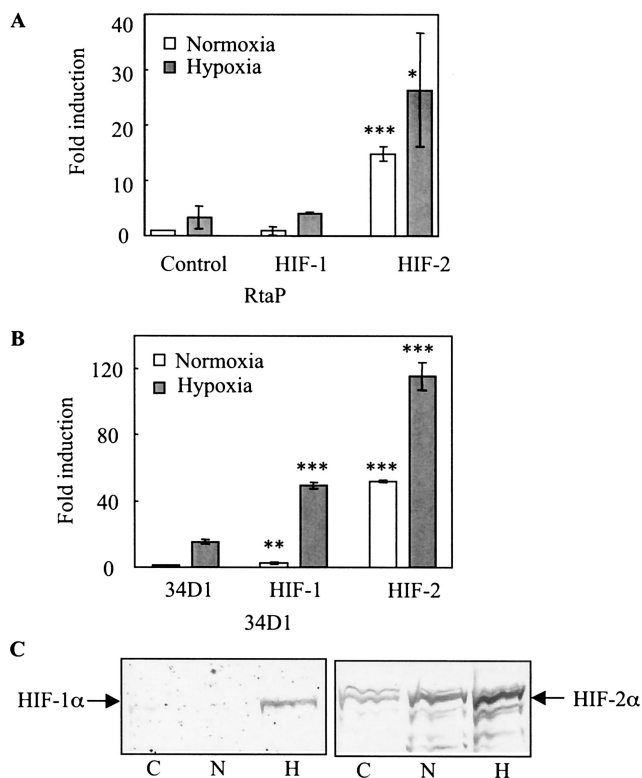 A
Normoxia
Hypoxia
Fold induction
40
30
20
10
0
***
*
Control HIF-1 HIF-2
RtaP
B
Normoxia
Hypoxia
Fold induction
120
80
40
0
**
***
***
***
34D1 HIF-1 HIF-2
34D1
C
HIF-1α
HIF-2α
C N H C N H